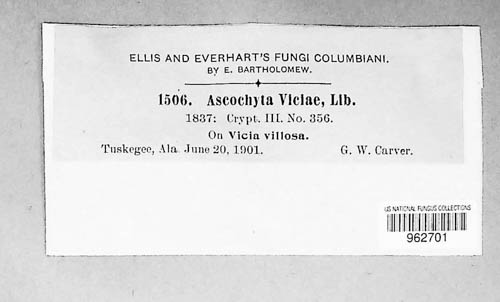 ELLIS AND EVERHART'S FUNGI COLUMBIANI.
BY E. BARTHOLOMEW.
1506. Ascochyta Viciae, Lib.
1837: Crypt. III. No. 356.
On Vicia villosa.
Tuskegee, Ala. June 20, 1901. G. W. Carver.
US NATIONAL FUNGUS COLLECTIONS
962701